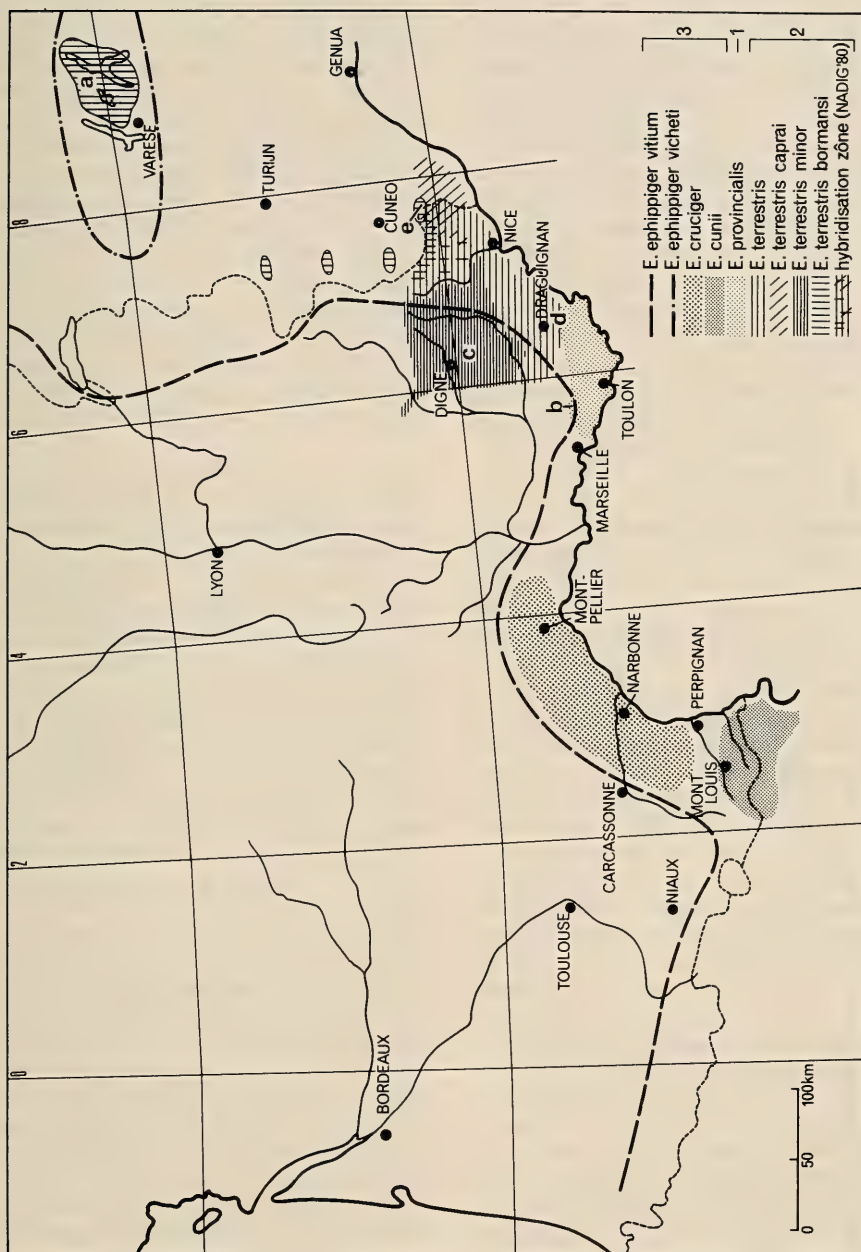 8
6
4
2
0
a
VARESE
GENUA
TURIJN
CUNEO
e
NICE
LYON
DIGNE
c
DRAGUIGNAN
d
b
TOULON
MARSEILLE
MONT-
PELLIER
NARBONNE
CARCASSONNE
PERPIGNAN
MONT
LOUIS
NIAUX
TOULOUSE
BORDEAUX
0 50 100km
E. ephippiger vitium
E. ephippiger vicheti
E. cruciger
E. cunii
E. provincialis
E. terrestris
E. terrestris caprai
E. terrestris minor
E. terrestris bormansi
hybridisation zône (NADIG'80)
3
1
2